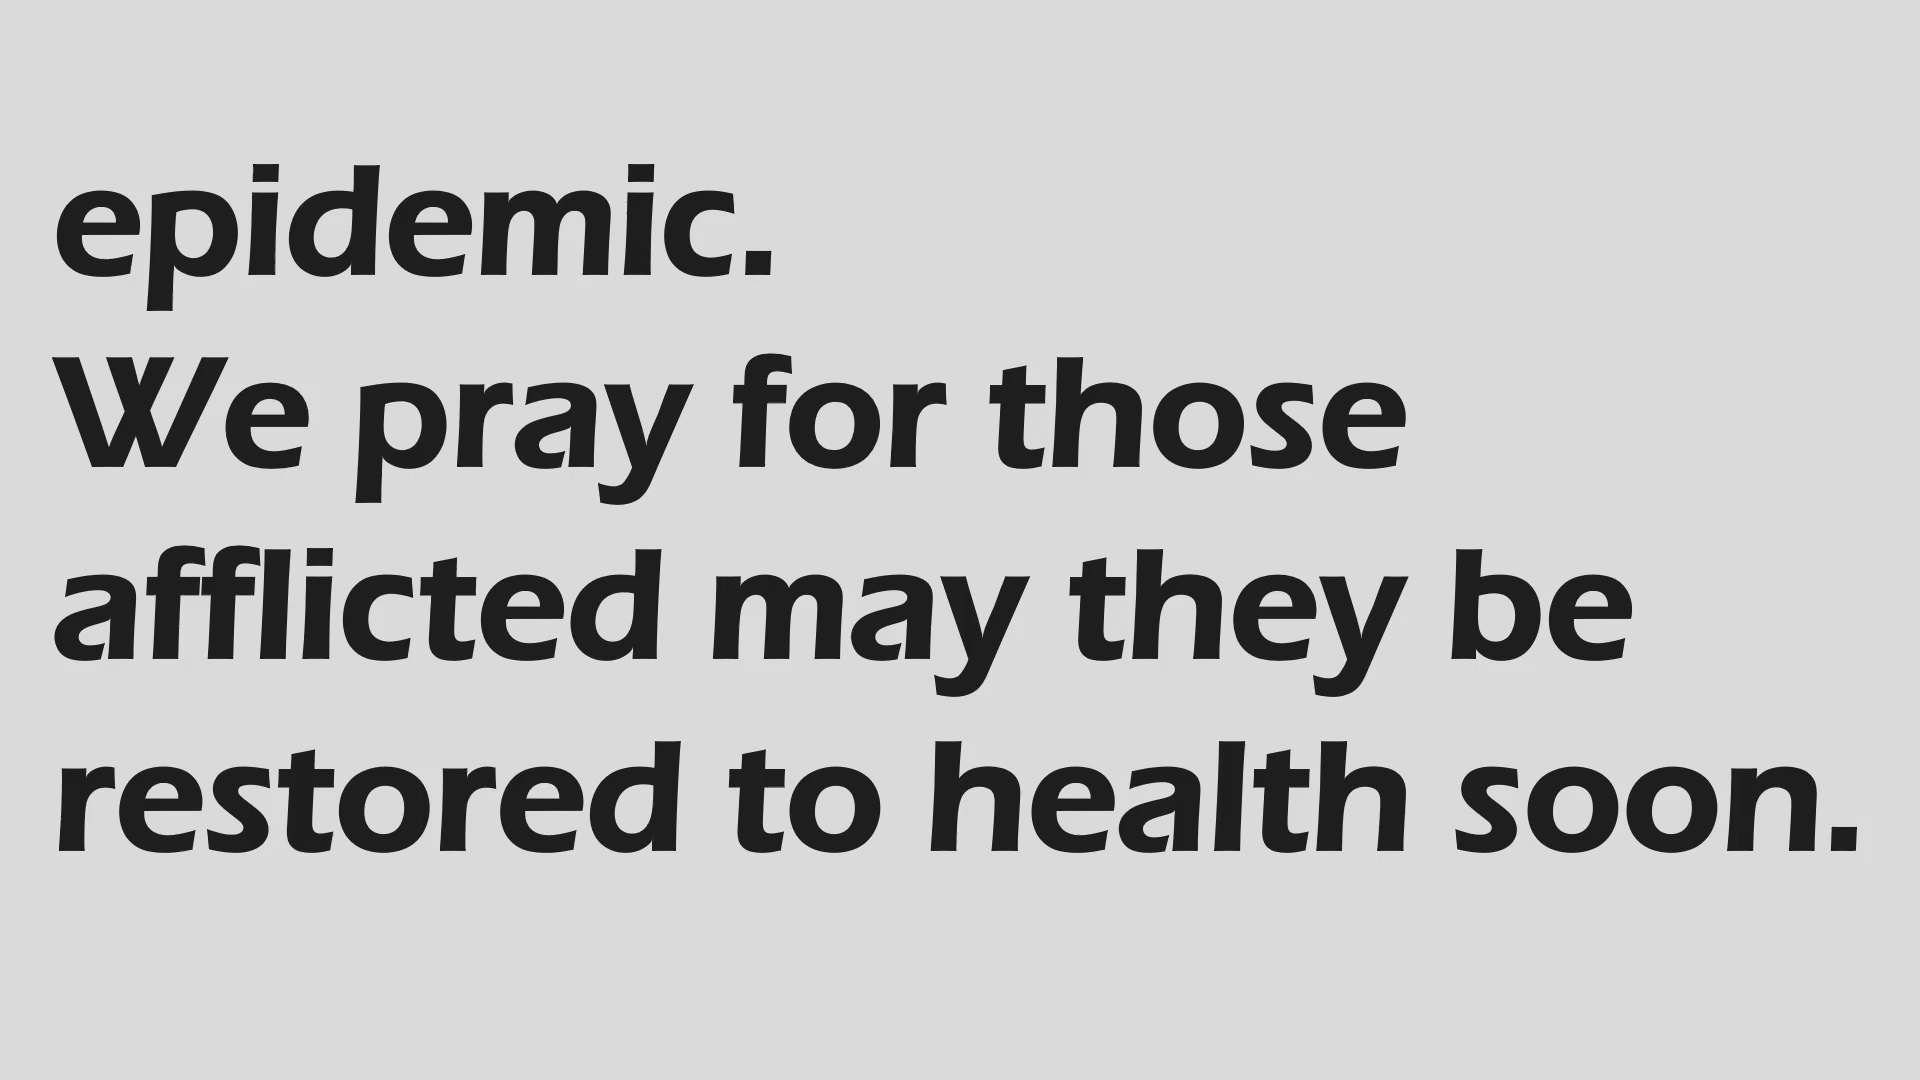 epidemic.
We pray for those
afflicted may they be
restored to health soon.